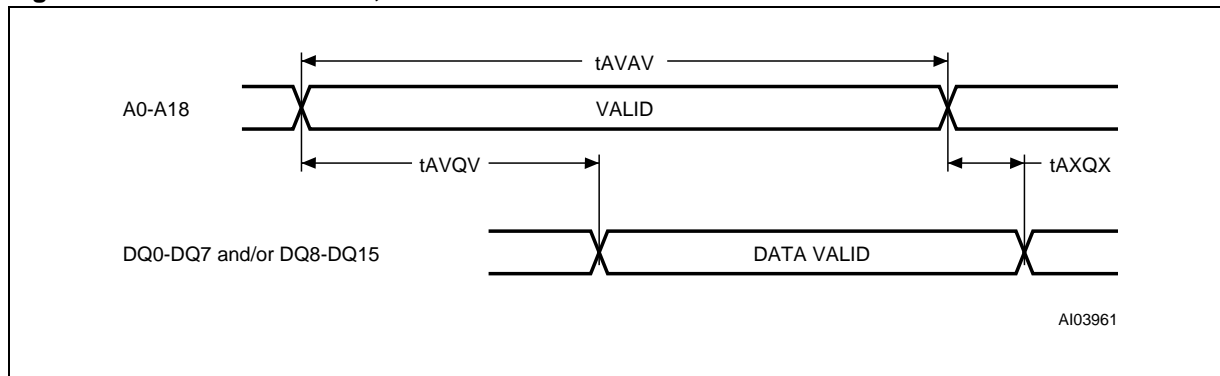 tAVAV
A0-A18
VALID
tAVQV
tAXQX
DQ0-DQ7 and/or DQ8-DQ15
DATA VALID
AI03961